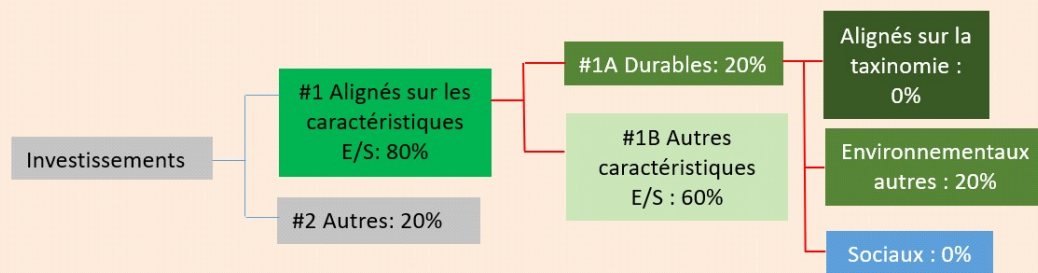 Investissements
#1 Alignés sur les
caractéristiques
E/S: 80%
#2 Autres: 20%
#1A Durables: 20%
#1B Autres
caractéristiques
E/S : 60%
Alignés sur la
taxinomie :
0%
Environnementaux
autres : 20%
Sociaux : 0%